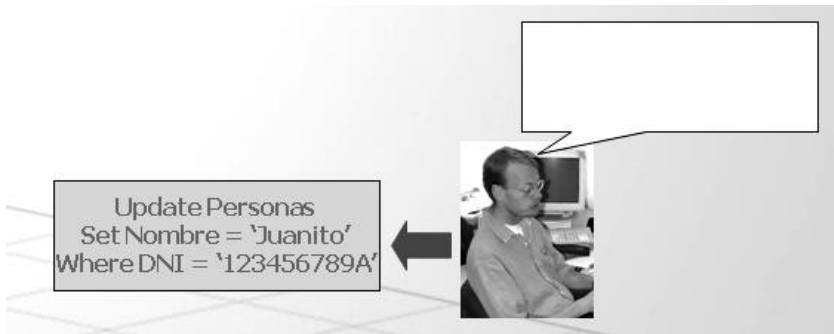 Update Personas
Set Nombre = 'Juanito'
Where DNI = '123456789A'